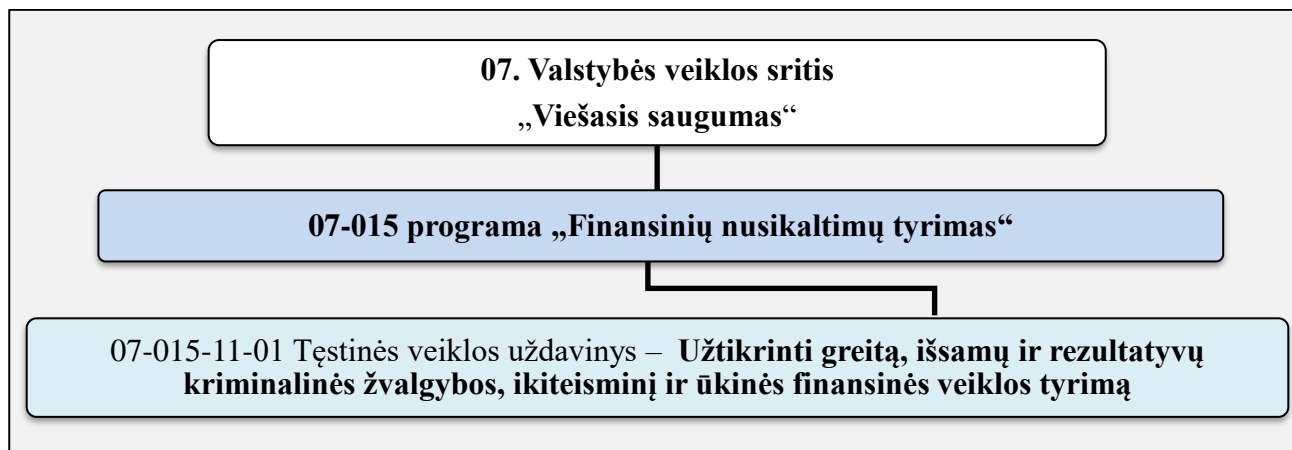 07. Valstybės veiklos sritis
„Viešasis saugumas“
07-015 programa „Finansinių nusikaltimų tyrimas“
07-015-11-01 Tęstinės veiklos uždavinys – Užtikrinti greitą, išsamų ir rezultatyvų
kriminalinės žvalgybos, ikiteisminį ir ūkinės finansinės veiklos tyrimą